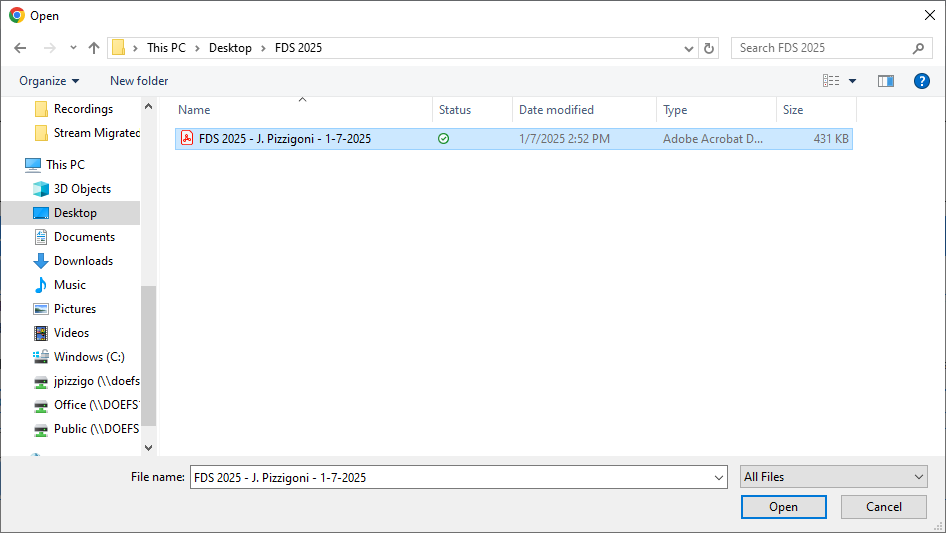 Open
This PC > Desktop > FDS 2025
Search FDS 2025
Organize
New folder
?
Name
Status
Date modified
Type
Size
FDS 2025 - J. Pizzigoni - 1-7-2025
1/7/2025 2:52 PM
Adobe Acrobat D...
431 KB
Recordings
Stream Migrated
This PC
3D Objects
Desktop
Documents
Downloads
Music
Pictures
Videos
Windows (C:)
jpizzigo (\\doefs
Office (\\DOEFS
Public (\\DOEFS
File name:
FDS 2025 - J. Pizzigoni - 1-7-2025
All Files
Open
Cancel